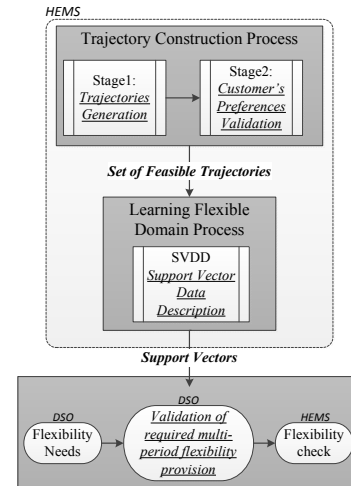 HEMS
Trajectory Construction Process
Stage1:
Trajectories
Generation
Stage2:
Customer's
Preferences
Validation
Set of Feasible Trajectories
Learning Flexible
Domain Process
SVDD
Support Vector
Data
Description
Support Vectors
DSO
Flexibility
Needs
DSO
Validation of
required multi-
period flexibility
provision
HEMS
Flexibility
check